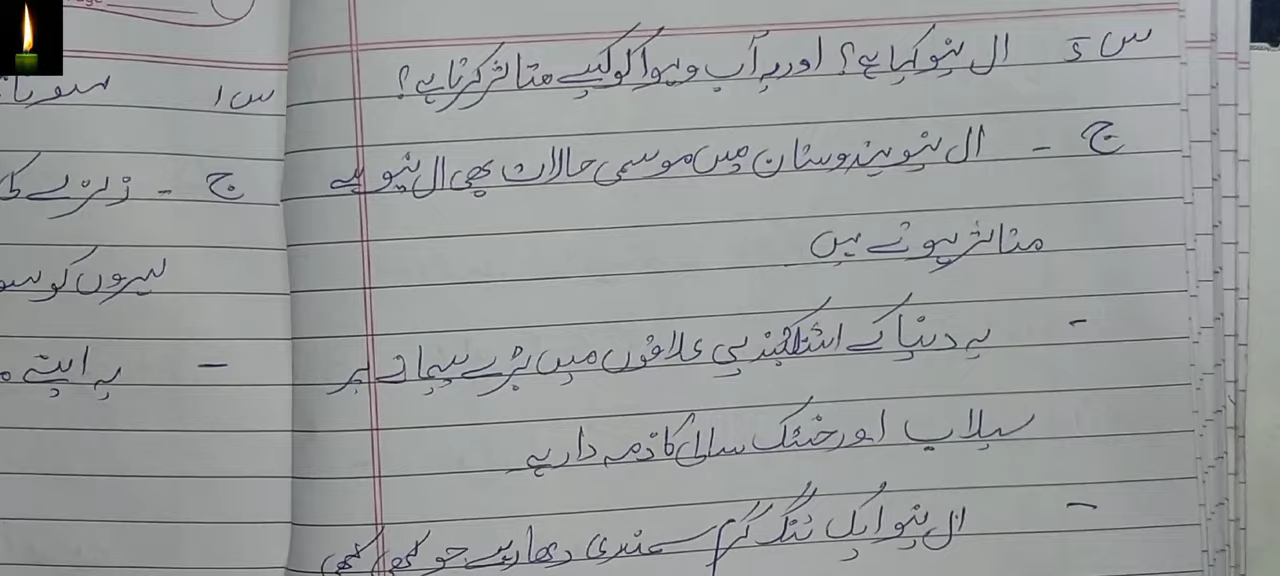 س 5 ال نینو کیا ہے؟ اور یہ آب و ہوا کو کیسے متاثر کرتا ہے؟
ج - ال نینو ہندوستان میں موسمی حالات بھی ال نینو سے
متاثر ہوتے ہیں
- یہ دنیا کے علاقوں میں بڑے پیمانے پر
سیلاب اور خشک سالی کا ذمہ دار ہے
- ال نینو ایک تنگ گرم سمندری دھارا ہے جو کبھی کبھی
س 1
ج - زلزلے کا
لہروں کو
- یہ اپنے